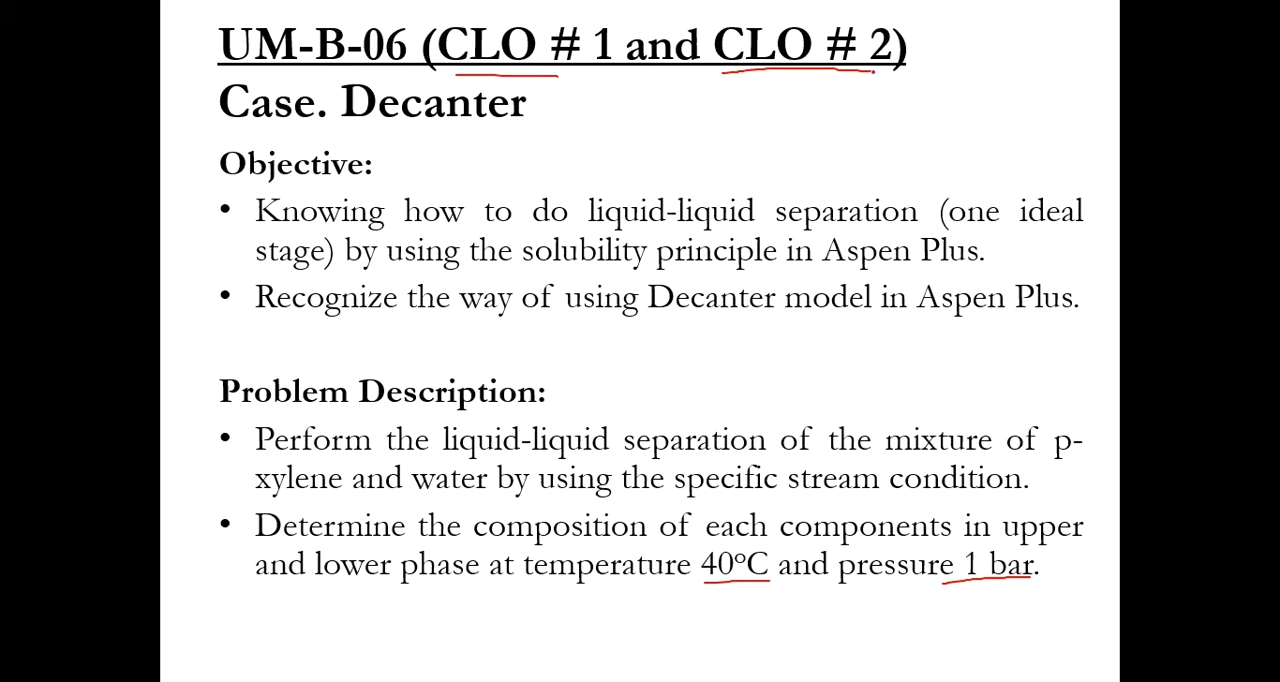 UM-B-06 (CLO # 1 and CLO # 2)
Case. Decanter
Objective:
• Knowing how to do liquid-liquid separation (one ideal
stage) by using the solubility principle in Aspen Plus.
• Recognize the way of using Decanter model in Aspen Plus.
Problem Description:
• Perform the liquid-liquid separation of the mixture of p-
xylene and water by using the specific stream condition.
• Determine the composition of each components in upper
and lower phase at temperature 40°C and pressure 1 bar.